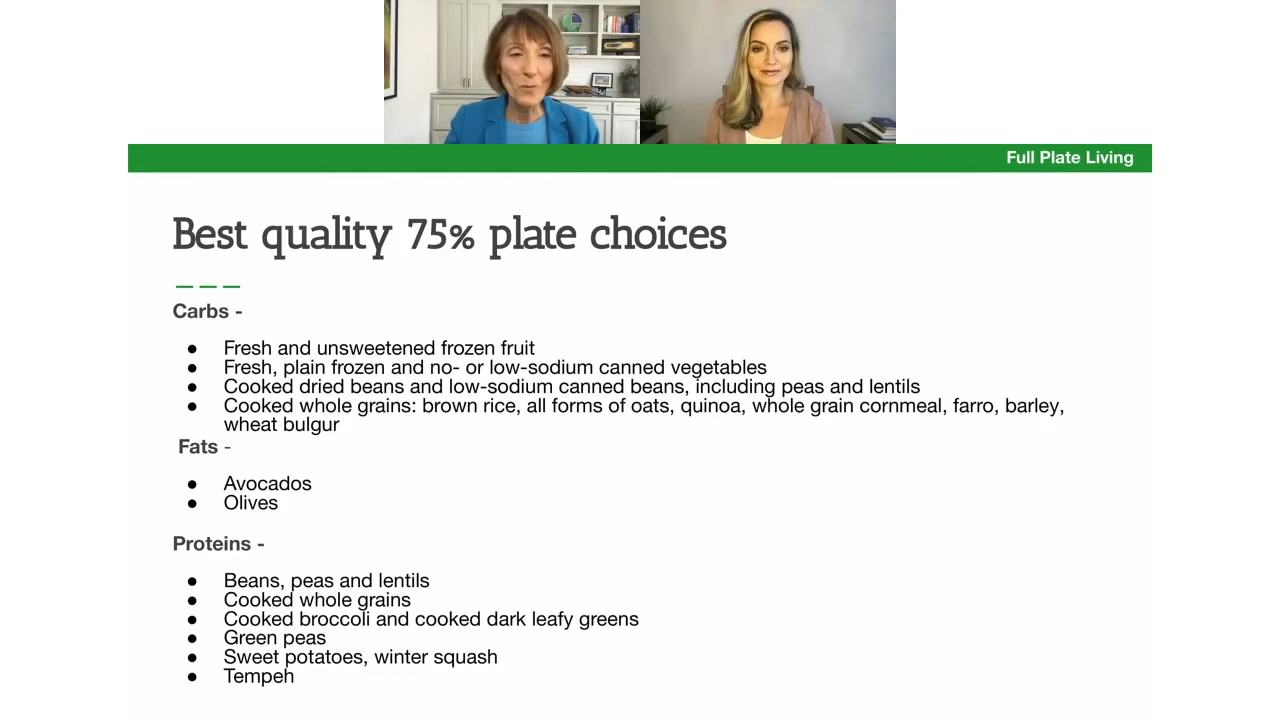 Full Plate Living
Best quality 75% plate choices
Carbs -
● Fresh and unsweetened frozen fruit
● Fresh, plain frozen and no- or low-sodium canned vegetables
● Cooked dried beans and low-sodium canned beans, including peas and lentils
● Cooked whole grains: brown rice, all forms of oats, quinoa, whole grain cornmeal, farro, barley,
wheat bulgur
Fats -
● Avocados
● Olives
Proteins -
● Beans, peas and lentils
● Cooked whole grains
● Cooked broccoli and cooked dark leafy greens
● Green peas
● Sweet potatoes, winter squash
● Tempeh